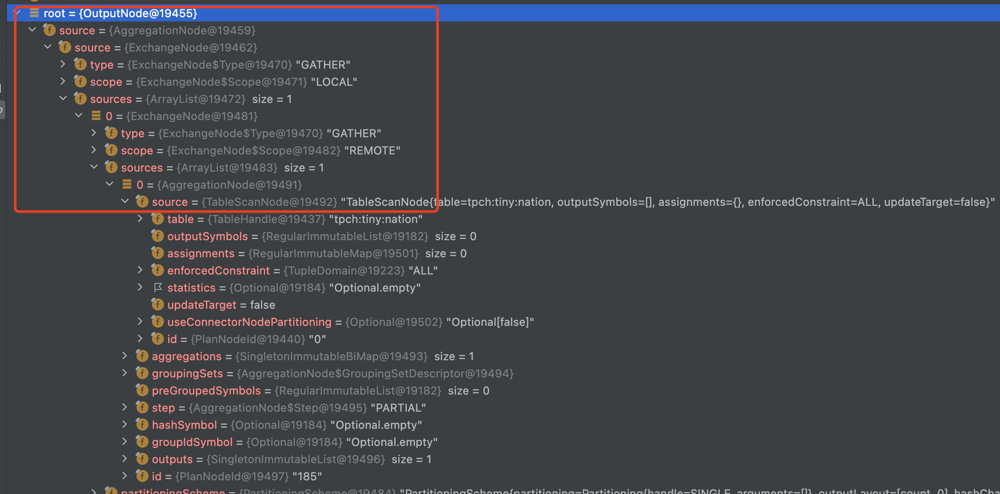 root = {OutputNode@19455}
source = {AggregationNode@19459}
source = {ExchangeNode@19462}
type = {ExchangeNode$Type@19470} "GATHER"
scope = {ExchangeNode$Scope@19471} "LOCAL"
sources = {ArrayList@19472} size = 1
0 = {ExchangeNode@19481}
type = {ExchangeNode$Type@19470} "GATHER"
scope = {ExchangeNode$Scope@19482} "REMOTE"
sources = {ArrayList@19483} size = 1
0 = {AggregationNode@19491}
source = {TableScanNode@19492} "TableScanNode{table=tpch:tiny:nation, outputSymbols=[], assignments={}, enforcedConstraint=ALL, updateTarget=false}"
table = {TableHandle@19437} "tpch:tiny:nation"
outputSymbols = {RegularImmutableList@19182} size = 0
assignments = {RegularImmutableMap@19501} size = 0
enforcedConstraint = {TupleDomain@19223} "ALL"
statistics = {Optional@19184} "Optional.empty"
updateTarget = false
useConnectorNodePartitioning = {Optional@19502} "Optional[false]"
id = {PlanNodeId@19440} "0"
aggregations = {SingletonImmutableBiMap@19493} size = 1
groupingSets = {AggregationNode$GroupingSetDescriptor@19494}
preGroupedSymbols = {RegularImmutableList@19182} size = 0
step = {AggregationNode$Step@19495} "PARTIAL"
hashSymbol = {Optional@19184} "Optional.empty"
groupIdSymbol = {Optional@19184} "Optional.empty"
outputs = {SingletonImmutableList@19496} size = 1
id = {PlanNodeId@19497} "185"
partitioningScheme = {PartitioningScheme@19484} "PartitioningScheme{partitioning=Partitioning{handle=SINGLE, arguments=[]}, outputLayout=[count_0], hashCha